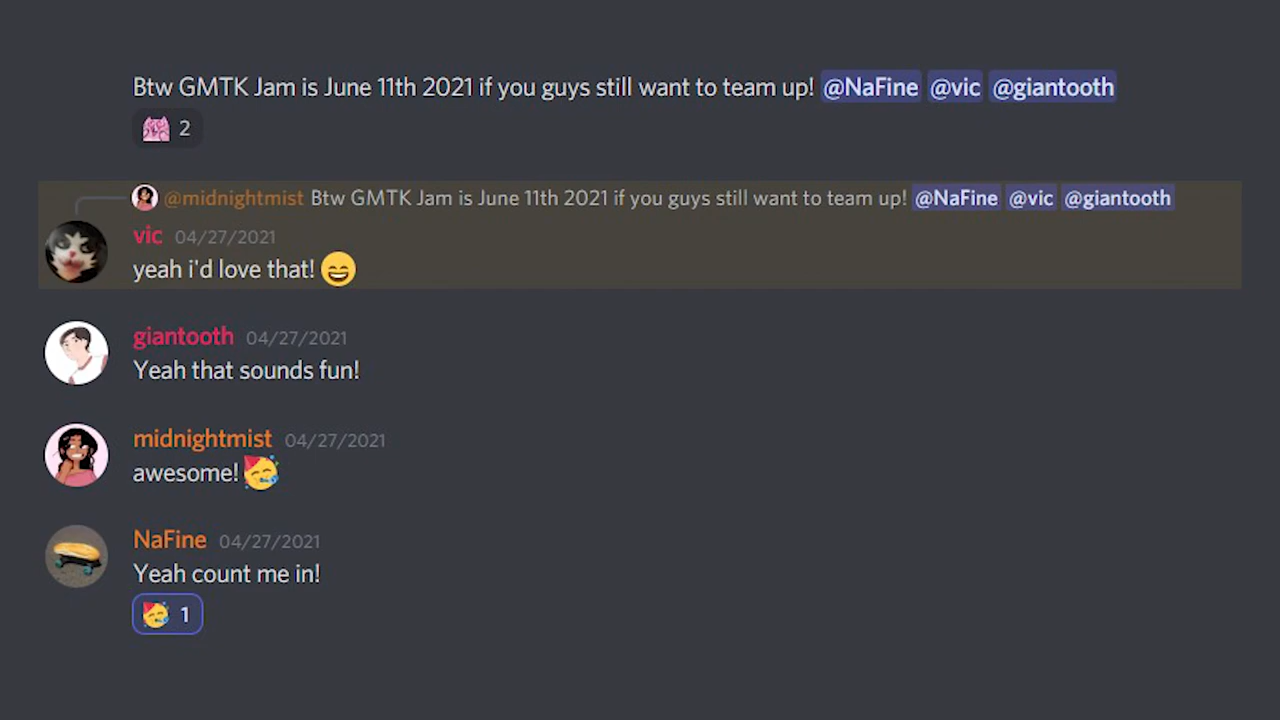 Btw GMTK Jam is June 11th 2021 if you guys still want to team up! @NaFine @vic @giantooth
2
@midnightmist Btw GMTK Jam is June 11th 2021 if you guys still want to team up! @NaFine @vic @giantooth
vic 04/27/2021
yeah i'd love that! 😄
giantooth 04/27/2021
Yeah that sounds fun!
midnightmist 04/27/2021
awesome! 🥳
NaFine 04/27/2021
Yeah count me in!
🥳 1